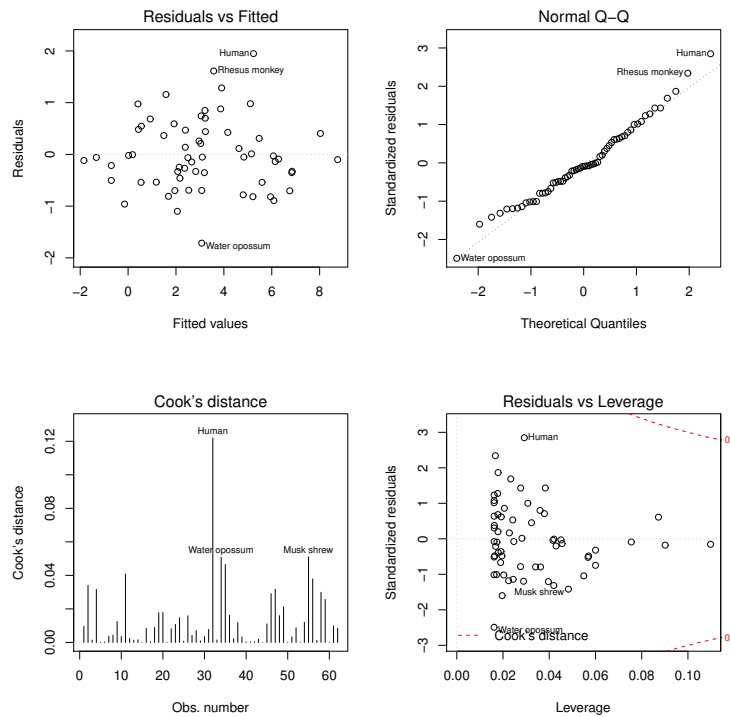 Residuals vs Fitted
Residuals
2
1
0
−1
−2
Human
Rhesus monkey
Water opossum
−2 0 2 4 6 8
Fitted values
Normal Q−Q
Standardized residuals
3
2
1
0
−1
−2
Human
Rhesus monkey
Water opossum
−2 −1 0 1 2
Theoretical Quantiles
Cook's distance
Cook's distance
0.12
0.08
0.04
0.00
Human
Water opossum
Musk shrew
0 10 20 30 40 50 60
Obs. number
Residuals vs Leverage
Standardized residuals
3
2
1
0
−1
−2
−3
Human
Musk shrew
Water opossum
Cook's distance
0
0
0.00 0.02 0.04 0.06 0.08 0.10
Leverage